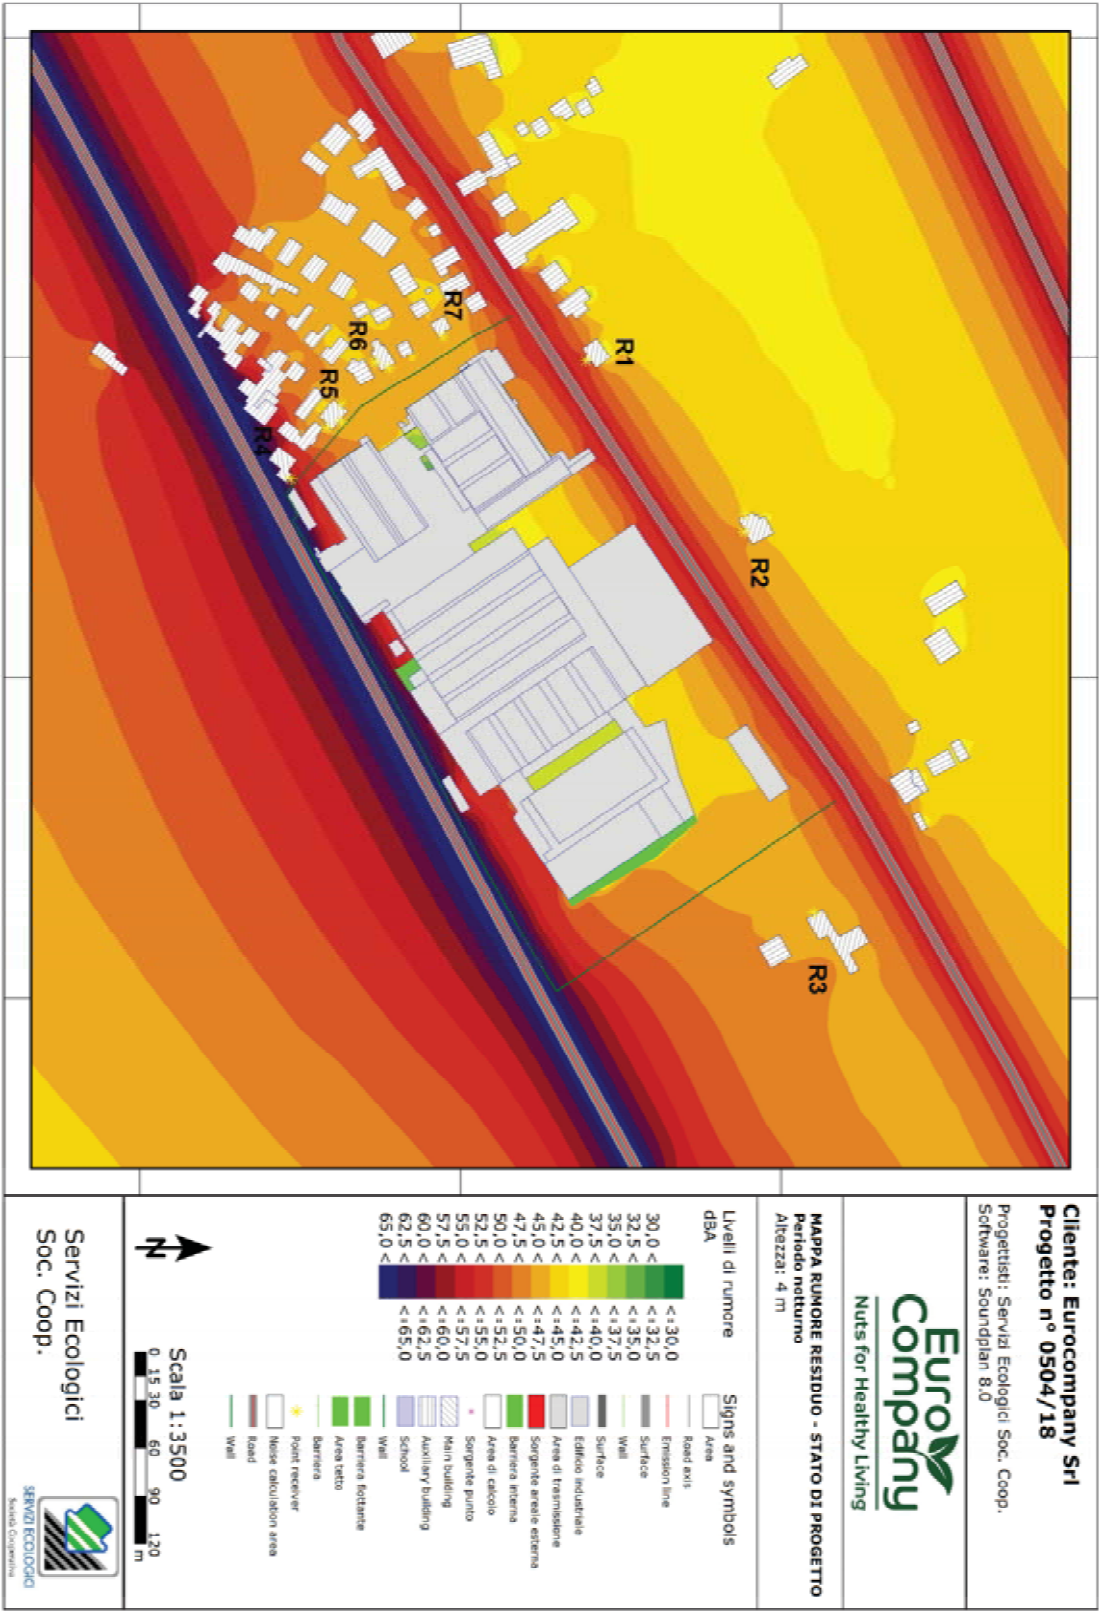 R1
R2
R3
R4
R5
R6
R7
Cliente: Eurocompany Srl
Progetto n° 0504/18
Progettisti: Servizi Ecologici Soc. Coop.
Software: Soundplan 8.0
Euro
Company
Nuts for Healthy Living
MAPPA RUMORE RESIDUO - STATO DI PROGETTO
Periodo notturno
Altezza: 4 m
Livelli di rumore
dBA
<=30,0
30,0 < <=32,5
32,5 < <=35,0
35,0 < <=37,5
37,5 < <=40,0
40,0 < <=42,5
42,5 < <=45,0
45,0 < <=47,5
47,5 < <=50,0
50,0 < <=52,5
52,5 < <=55,0
55,0 < <=57,5
57,5 < <=60,0
60,0 < <=62,5
62,5 < <=65,0
65,0 <
Signs and symbols
Area
Road axis
Emission line
Surface
Wall
Surface
Edificio industriale
Area di trasmissione
Sorgente areale esterna
Barriera interna
Area di calcolo
Sorgente punto
Main building
Auxiliary building
School
Wall
Barriera flottante
Area tetto
Barriera
Point receiver
Noise calculation area
Road
Wall
N
Scala 1:3500
0 15 30 60 90 120
m
Servizi Ecologici
Soc. Coop.
SERVIZI ECOLOGICI
Società Cooperativa